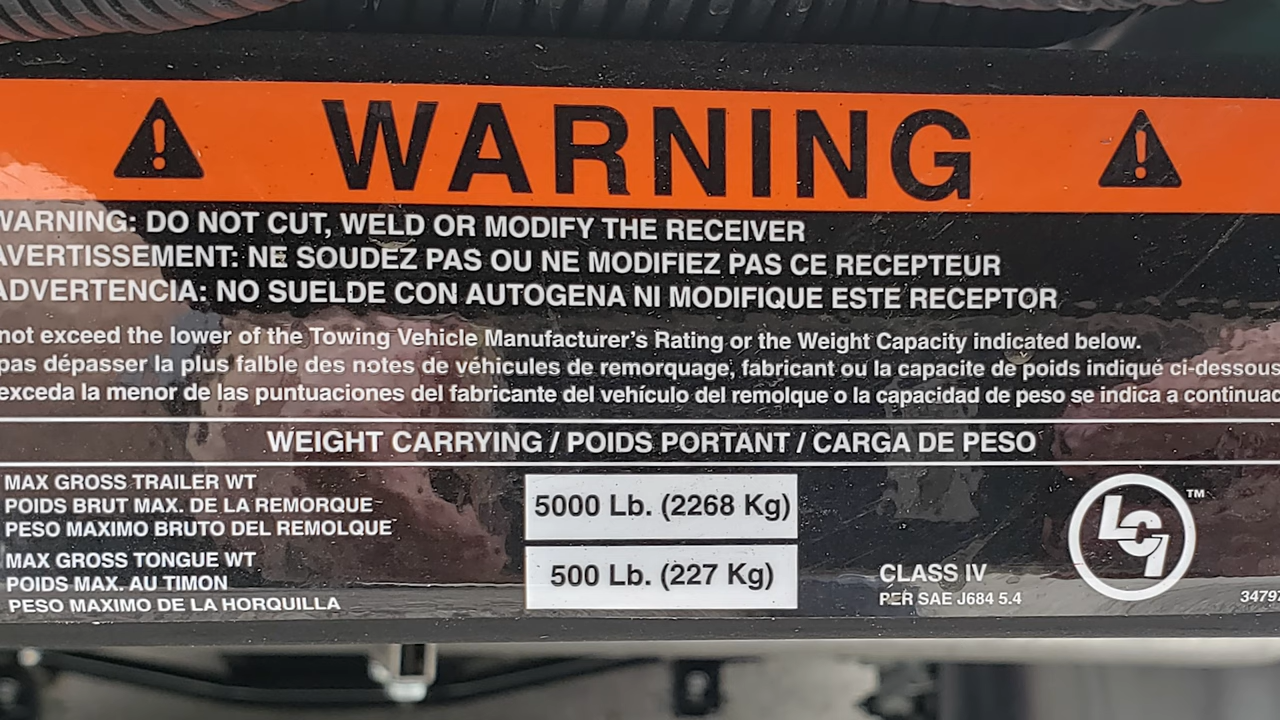 WARNING
WARNING: DO NOT CUT, WELD OR MODIFY THE RECEIVER
AVERTISSEMENT: NE SOUDEZ PAS OU NE MODIFIEZ PAS CE RECEPTEUR
ADVERTENCIA: NO SUELDE CON AUTOGENA NI MODIFIQUE ESTE RECEPTOR
not exceed the lower of the Towing Vehicle Manufacturer's Rating or the Weight Capacity indicated below.
pas dépasser la plus falble des notes de véhicules de remorquage, fabricant ou la capacite de poids indiqué ci-dessous
exceda la menor de las puntuaciones del fabricante del vehículo del remolque o la capacidad de peso se indica a
WEIGHT CARRYING / POIDS PORTANT / CARGA DE PESO
MAX GROSS TRAILER WT
POIDS BRUT MAX. DE LA REMORQUE
PESO MAXIMO BRUTO DEL REMOLQUE
5000 Lb. (2268 Kg)
MAX GROSS TONGUE WT
POIDS MAX. AU TIMON
PESO MAXIMO DE LA HORQUILLA
500 Lb. (227 Kg)
CLASS IV
PER SAE J684 5.4
LCI ™